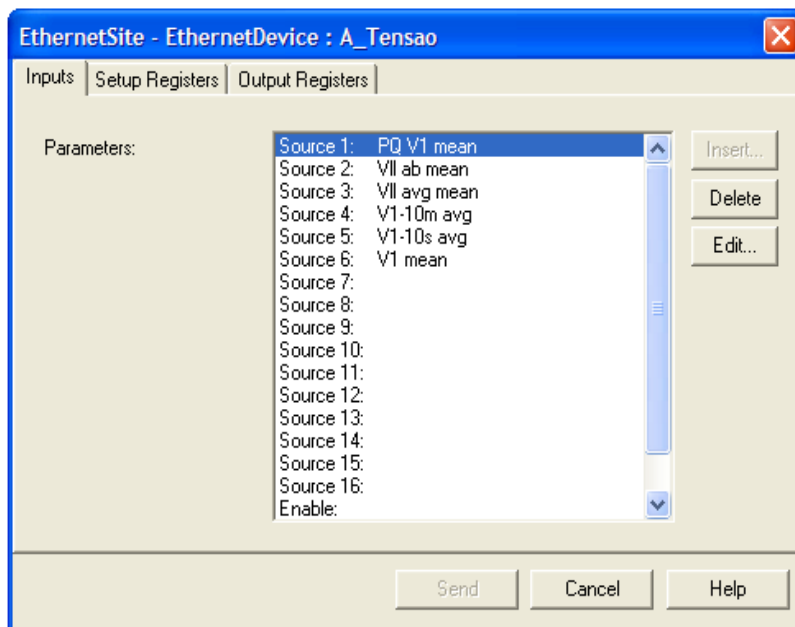 EthernetSite - EthernetDevice : A_Tensao
Inputs Setup Registers Output Registers
Parameters:
Source 1: PQ V1 mean
Source 2: Vll ab mean
Source 3: Vll avg mean
Source 4: V1-10m avg
Source 5: V1-10s avg
Source 6: V1 mean
Source 7:
Source 8:
Source 9:
Source 10:
Source 11:
Source 12:
Source 13:
Source 14:
Source 15:
Source 16:
Enable:
Insert...
Delete
Edit...
Send Cancel Help